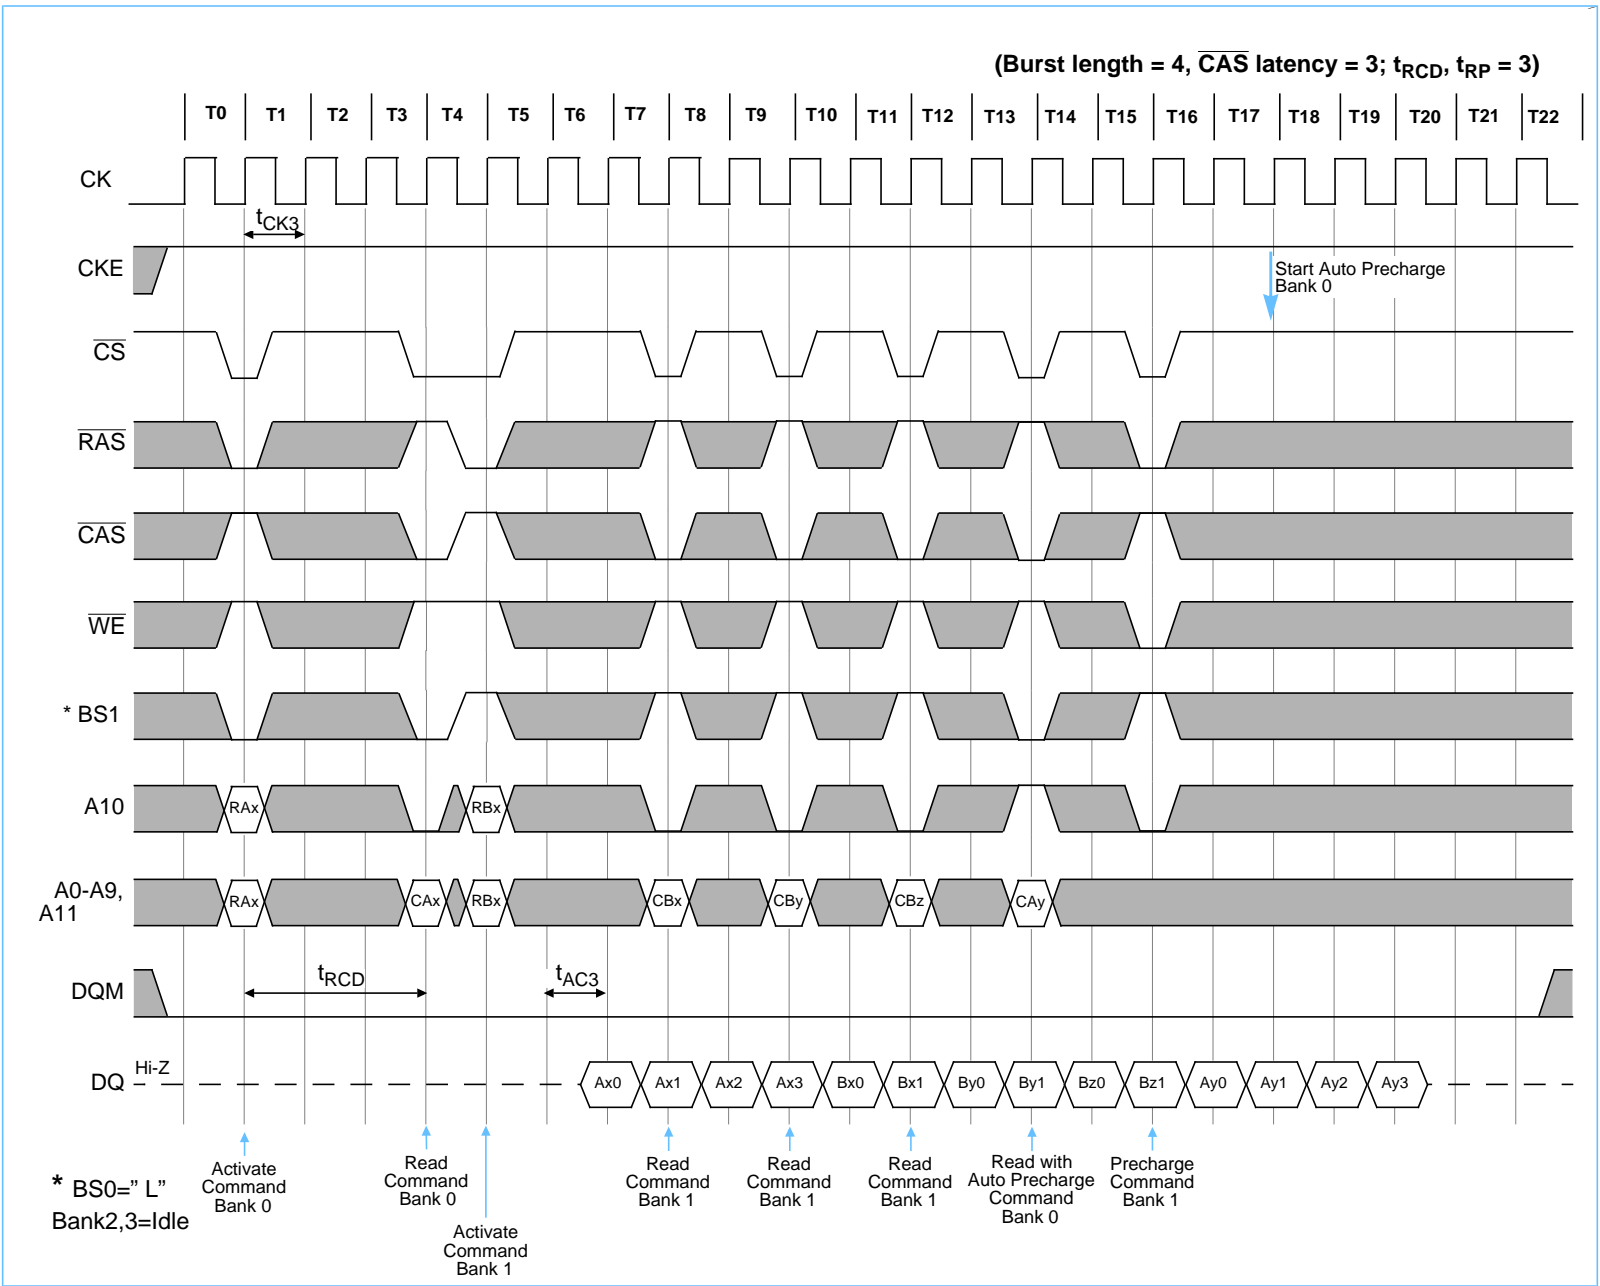 (Burst length = 4, CAS latency = 3; tRCD, tRP = 3)
T0 T1 T2 T3 T4 T5 T6 T7 T8 T9 T10 T11 T12 T13 T14 T15 T16 T17 T18 T19 T20 T21 T22
CK
tCK3
CKE
Start Auto Precharge
Bank 0
CS
RAS
CAS
WE
* BS1
A10
RAx RBx
A0-A9,
A11
RAx CAx RBx CBx CBy CBz CAy
DQM
tRCD
tAC3
DQ
Hi-Z
Ax0 Ax1 Ax2 Ax3 Bx0 Bx1 By0 By1 Bz0 Bz1 Ay0 Ay1 Ay2 Ay3
* BS0=” L”
Bank2,3=Idle
Activate
Command
Bank 0
Read
Command
Bank 0
Activate
Command
Bank 1
Read
Command
Bank 1
Read
Command
Bank 1
Read
Command
Bank 1
Read with
Auto Precharge
Command
Bank 0
Precharge
Command
Bank 1